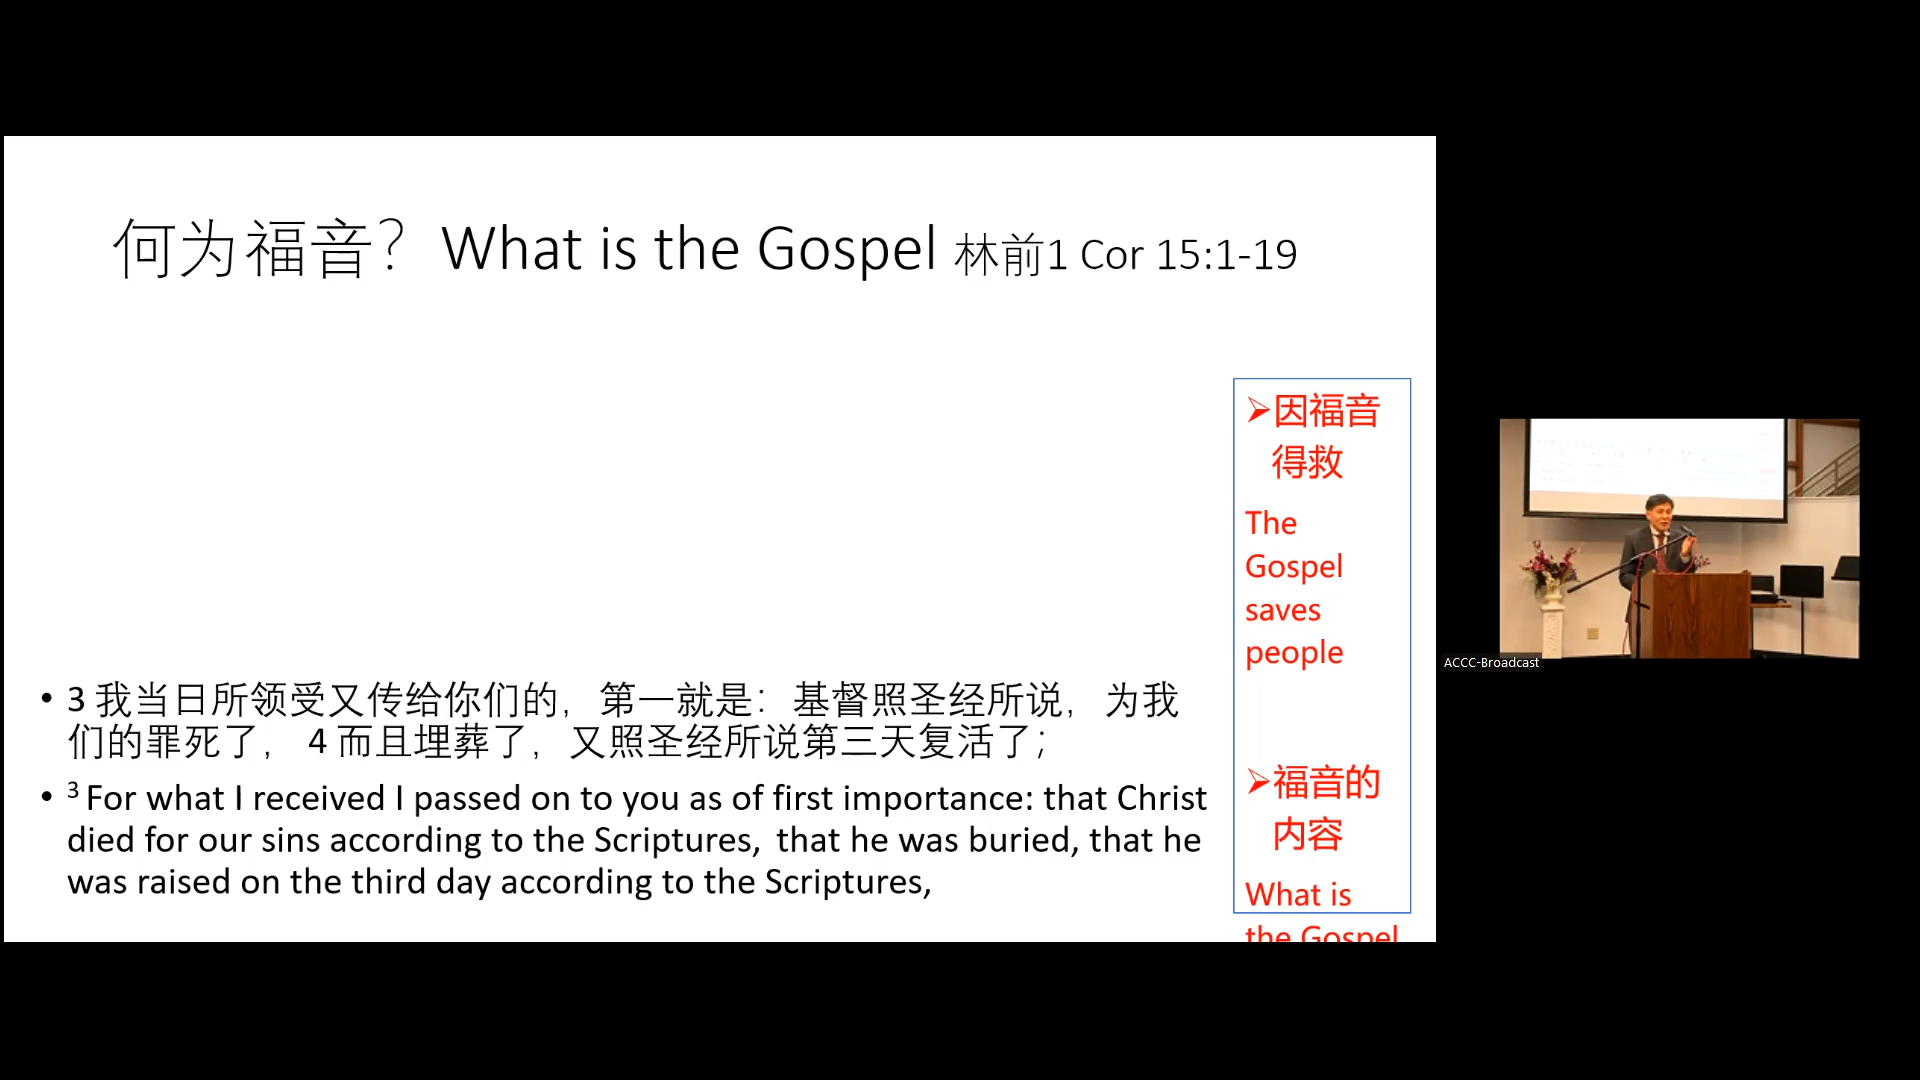 何为福音？What is the Gospel 林前1 Cor 15:1-19
• 3 我当日所领受又传给你们的，第一就是：基督照圣经所说，为我
们的罪死了， 4 而且埋葬了，又照圣经所说第三天复活了；
• 3 For what I received I passed on to you as of first importance: that Christ
died for our sins according to the Scriptures, that he was buried, that he
was raised on the third day according to the Scriptures,
➢因福音
得救
The
Gospel
saves
people
➢福音的
内容
What is
the Gospel
ACCC-Broadcast